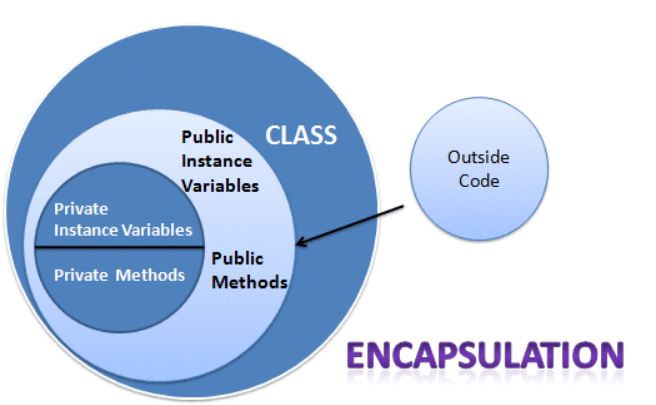 CLASS
Public
Instance
Variables
Private
Instance Variables
Private Methods
Public
Methods
Outside
Code
ENCAPSULATION